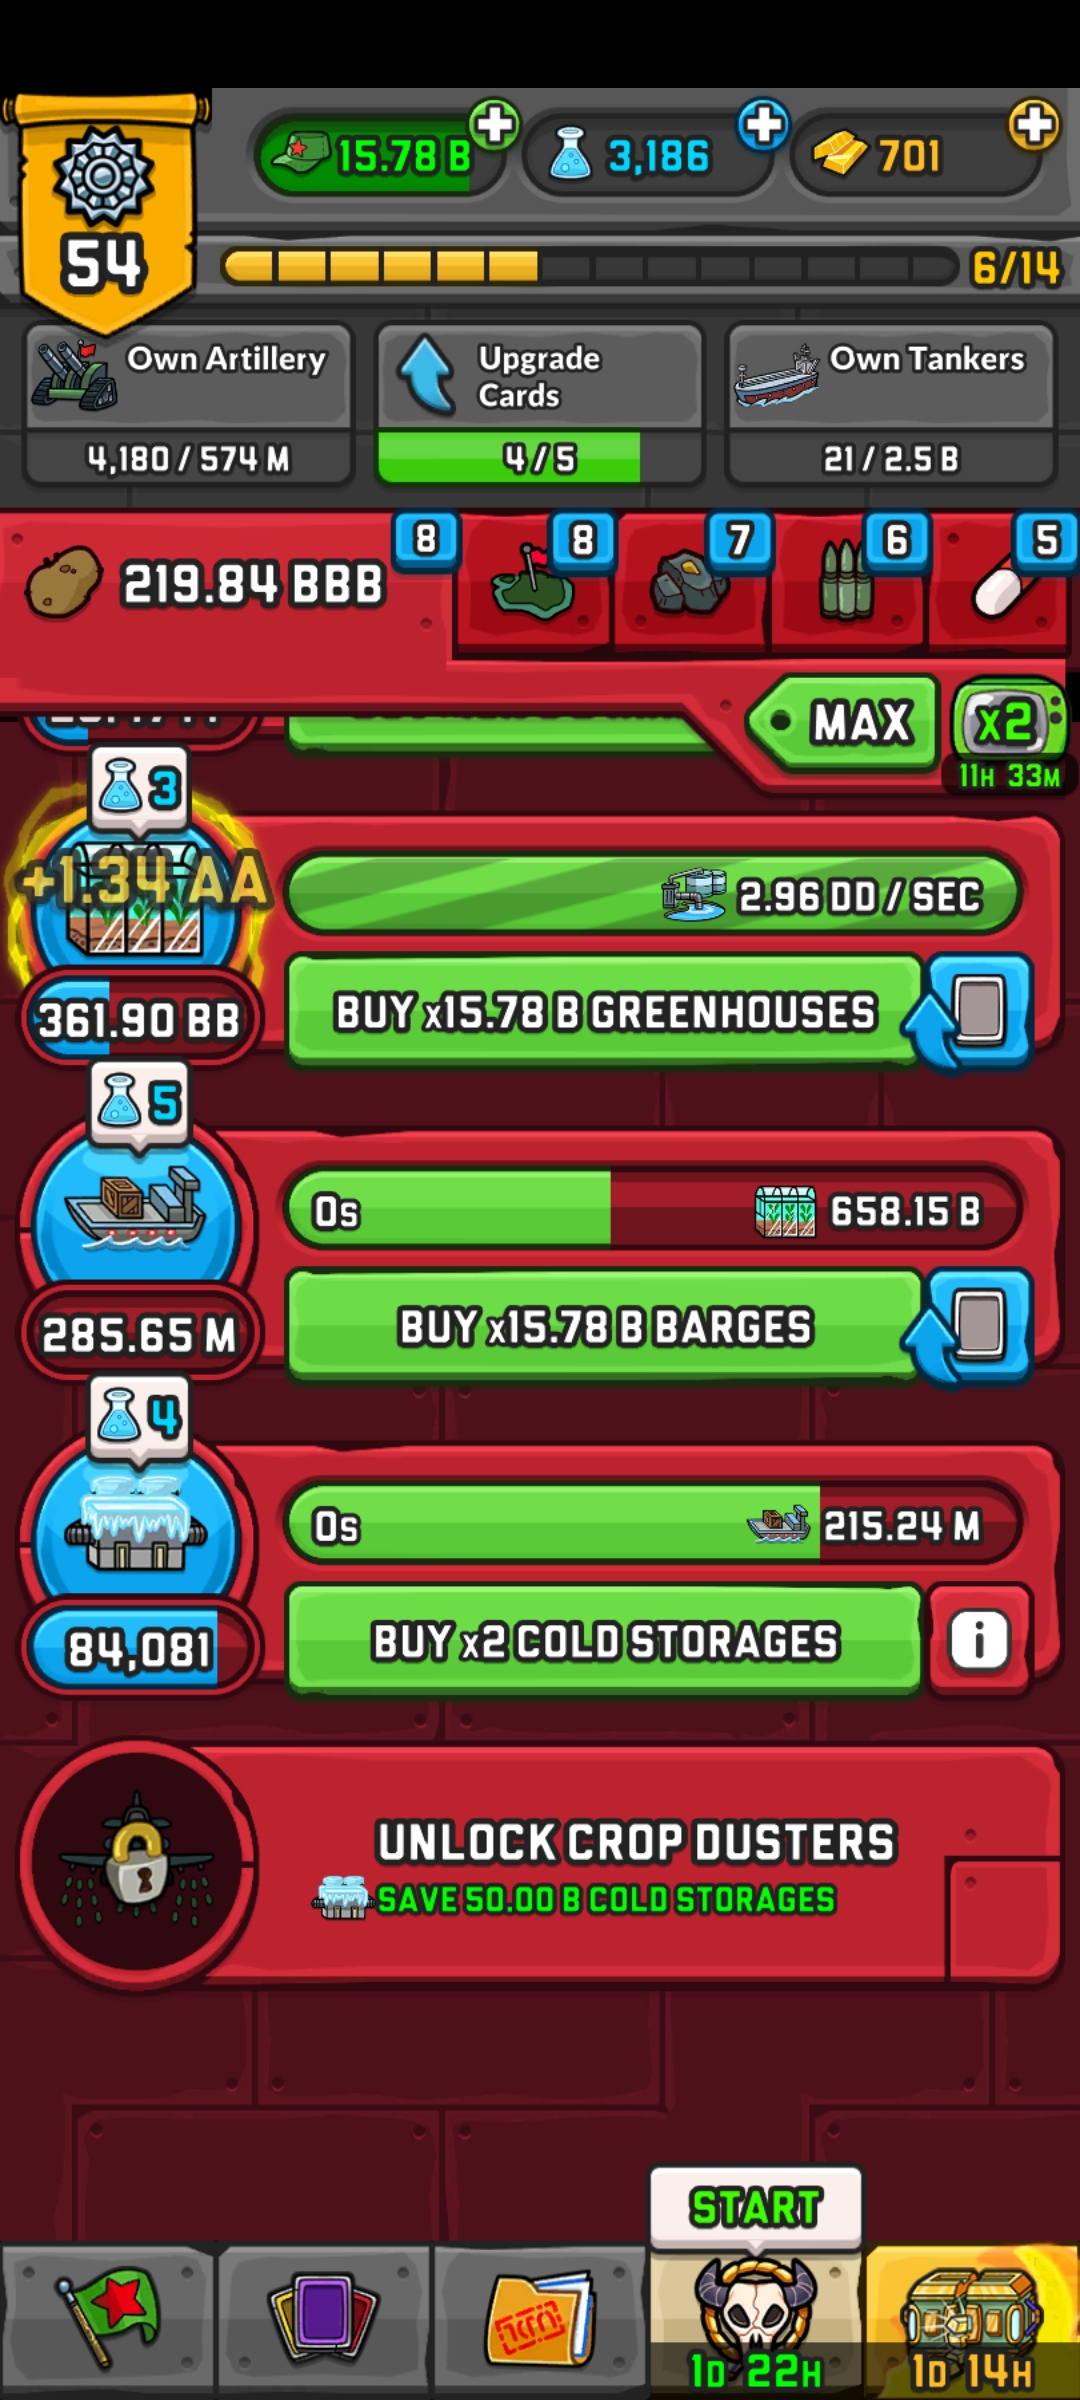 54
15.78 B
3,186
701
6/14
Own Artillery
4,180 / 574 M
Upgrade
Cards
4 / 5
Own Tankers
21 / 2.5 B
219.84 BBB
8
8
7
6
5
MAX
x2
11H 33M
3
+1.34 AA
2.96 DD / SEC
361.90 BB
BUY x15.78 B GREENHOUSES
5
0s
658.15 B
285.65 M
BUY x15.78 B BARGES
4
0s
215.24 M
84,081
BUY x2 COLD STORAGES
i
UNLOCK CROP DUSTERS
SAVE 50.00 B COLD STORAGES
START
1D 22H
1D 14H